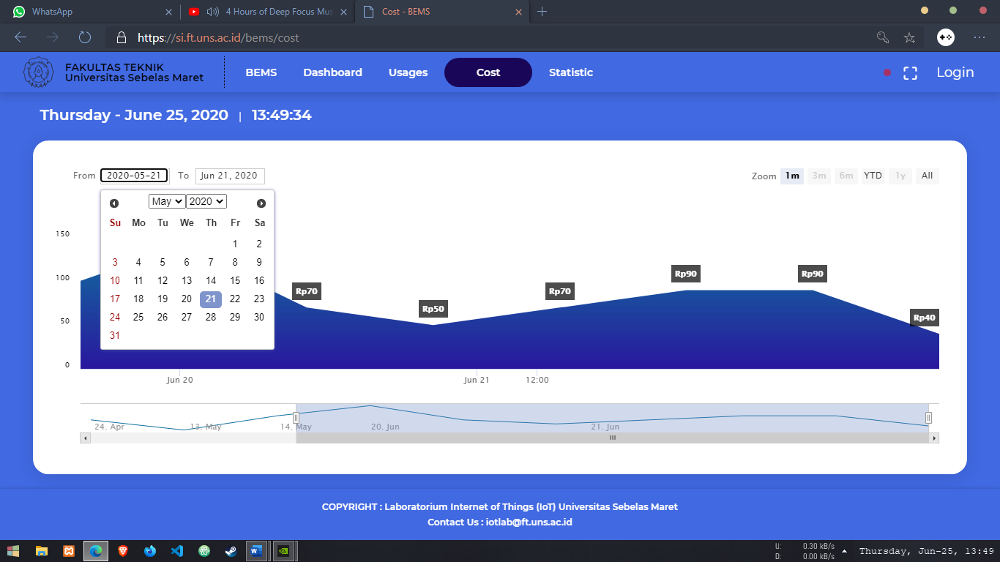 WhatsApp
4 Hours of Deep Focus Mus
Cost - BEMS
https://si.ft.uns.ac.id/bems/cost
FAKULTAS TEKNIK
Universitas Sebelas Maret
BEMS Dashboard Usages Cost Statistic Login
Thursday - June 25, 2020 | 13:49:34
From 2020-05-21 To Jun 21, 2020
Zoom 1m 3m 6m YTD 1y All
May 2020
Su Mo Tu We Th Fr Sa
1 2
3 4 5 6 7 8 9
10 11 12 13 14 15 16
17 18 19 20 21 22 23
24 25 26 27 28 29 30
31
150
100
50
0
Rp70
Rp50
Rp70
Rp90
Rp90
Rp40
Jun 20 Jun 21 12:00
24. Apr 13. May 14. May 20. Jun 21. Jun
COPYRIGHT : Laboratorium Internet of Things (IoT) Universitas Sebelas Maret
Contact Us : iotlab@ft.uns.ac.id
U: 0.30 kB/s
D: 0.00 kB/s
Thursday, Jun-25, 13:49